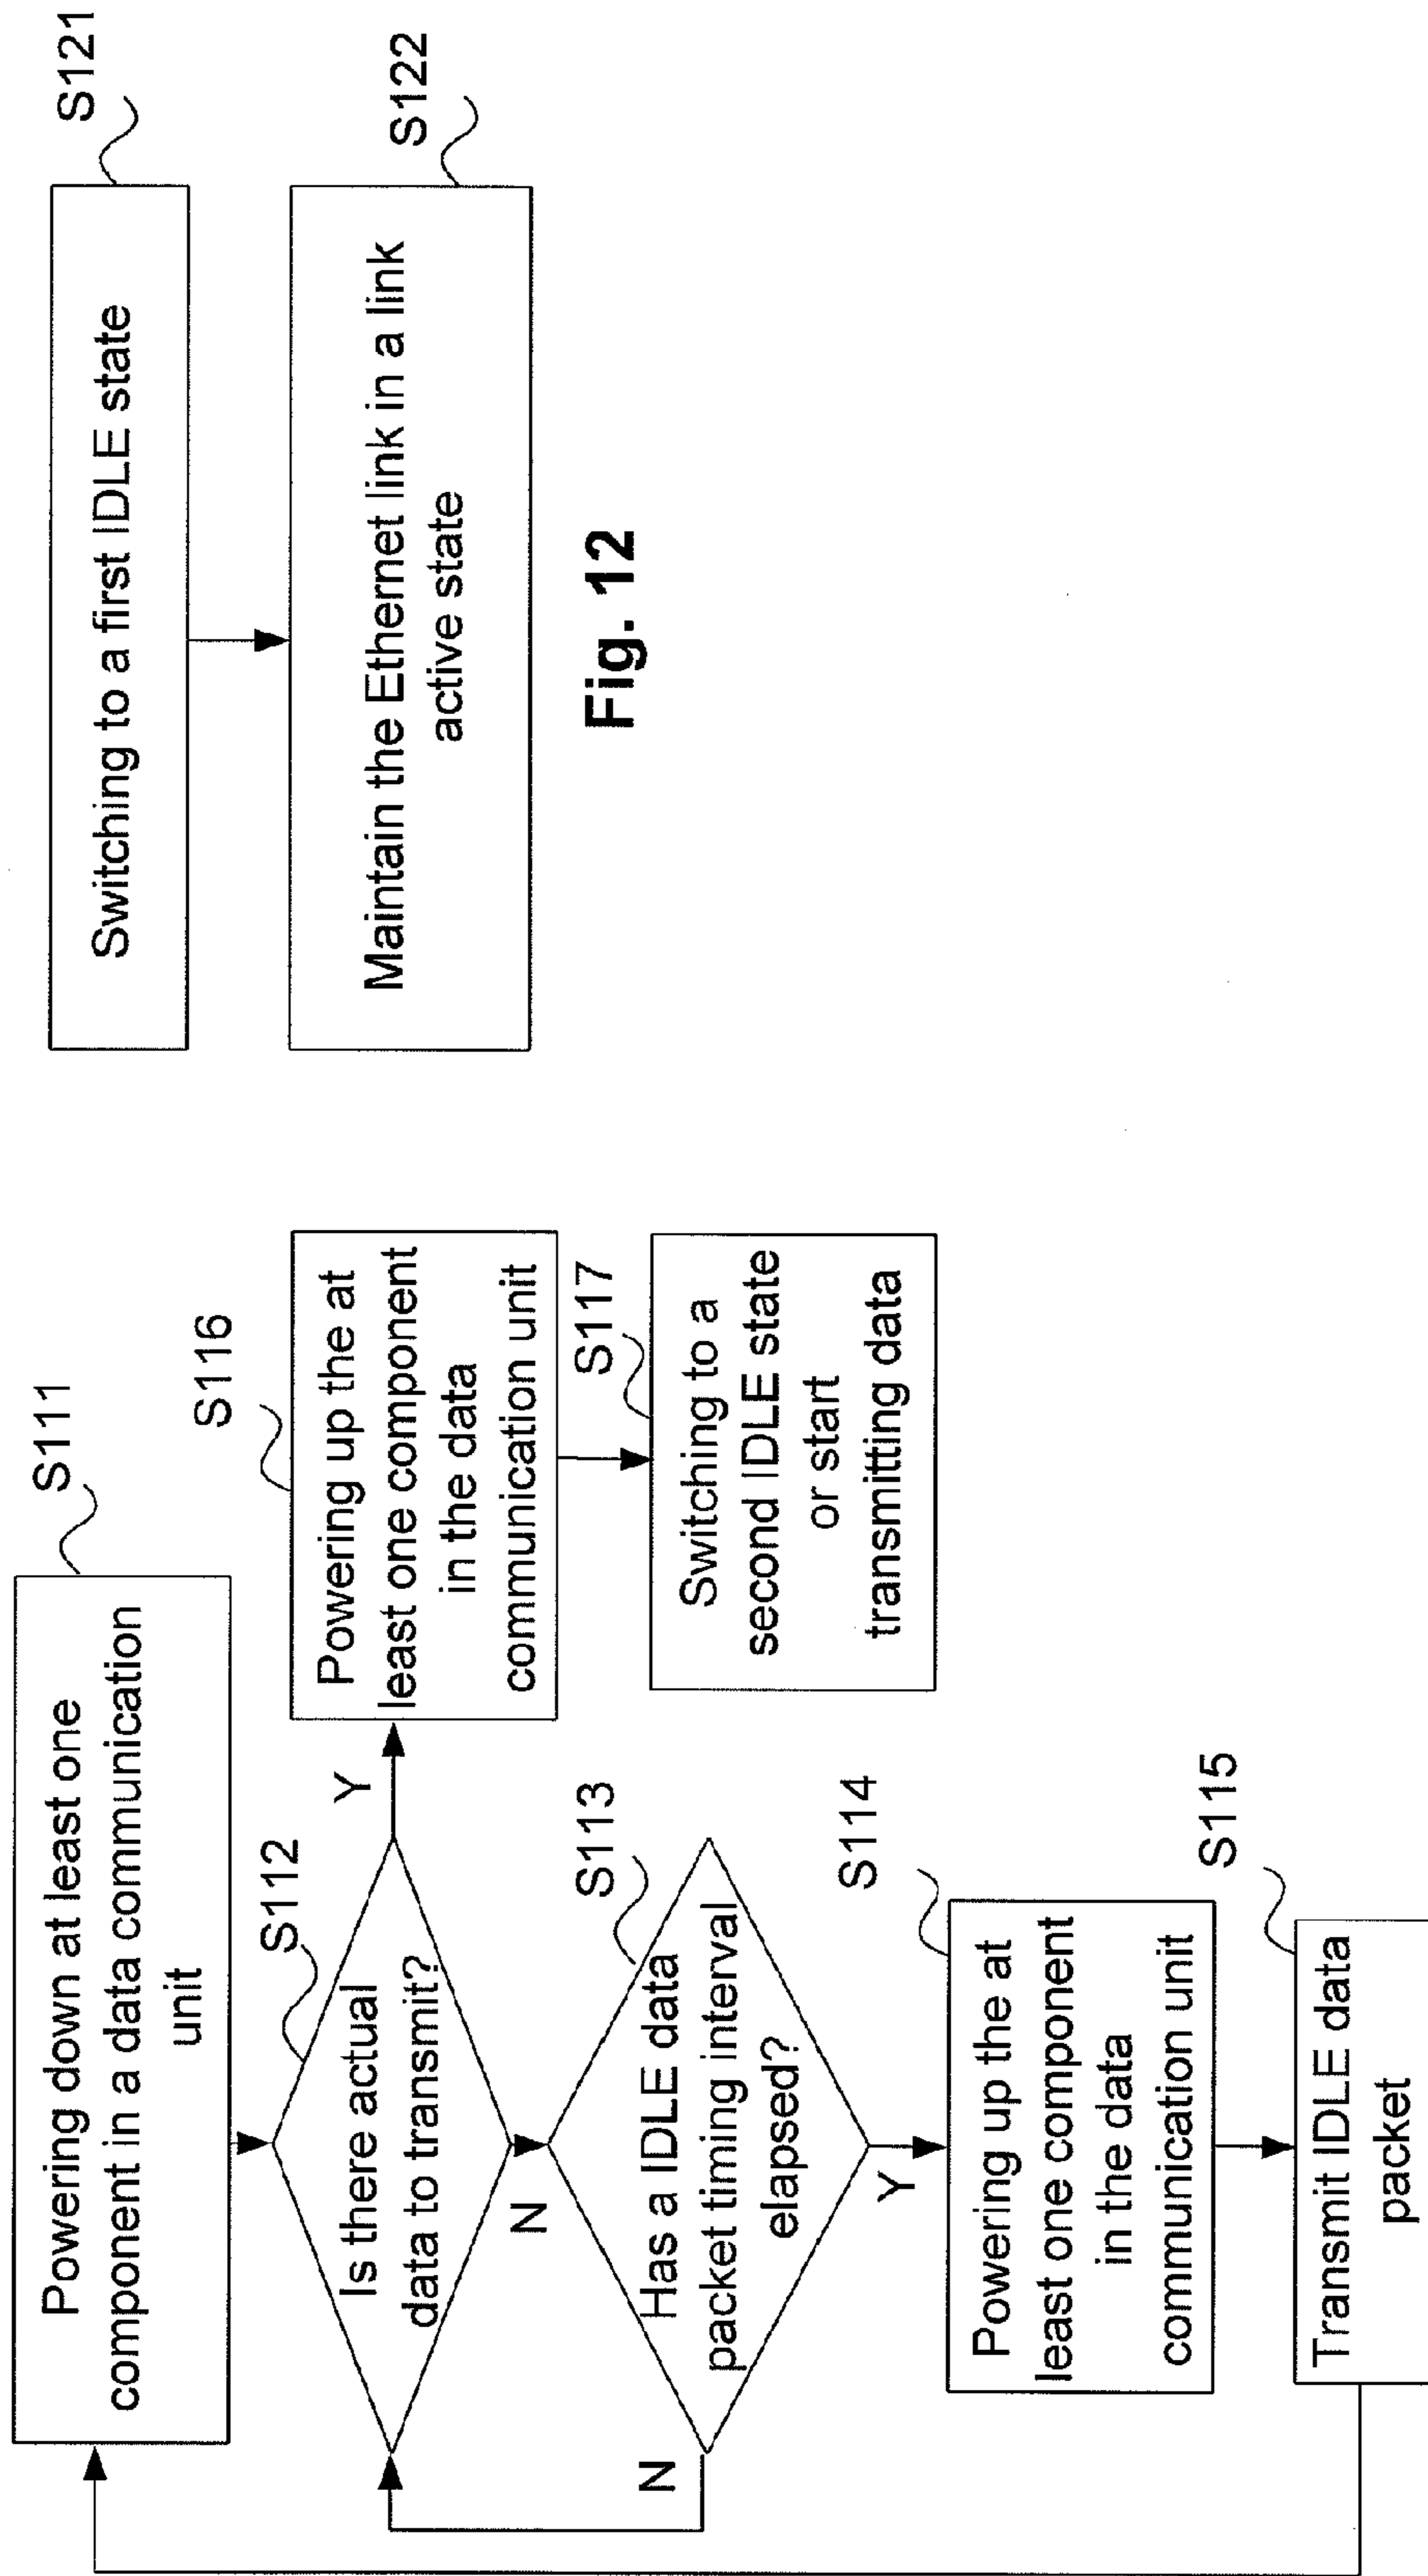 S111
Powering down at least one
component in a data communication
unit
S112
Is there actual
data to transmit?
Y
N
S116
Powering up the at
least one component
in the data
communication unit
S117
Switching to a
second IDLE state
or start
transmitting data
S113
Has a IDLE data
packet timing interval
elapsed?
N
Y
S114
Powering up the at
least one component
in the data
communication unit
S115
Transmit IDLE data
packet
S121
Switching to a first IDLE state
S122
Maintain the Ethernet link in a link
active state
Fig. 12